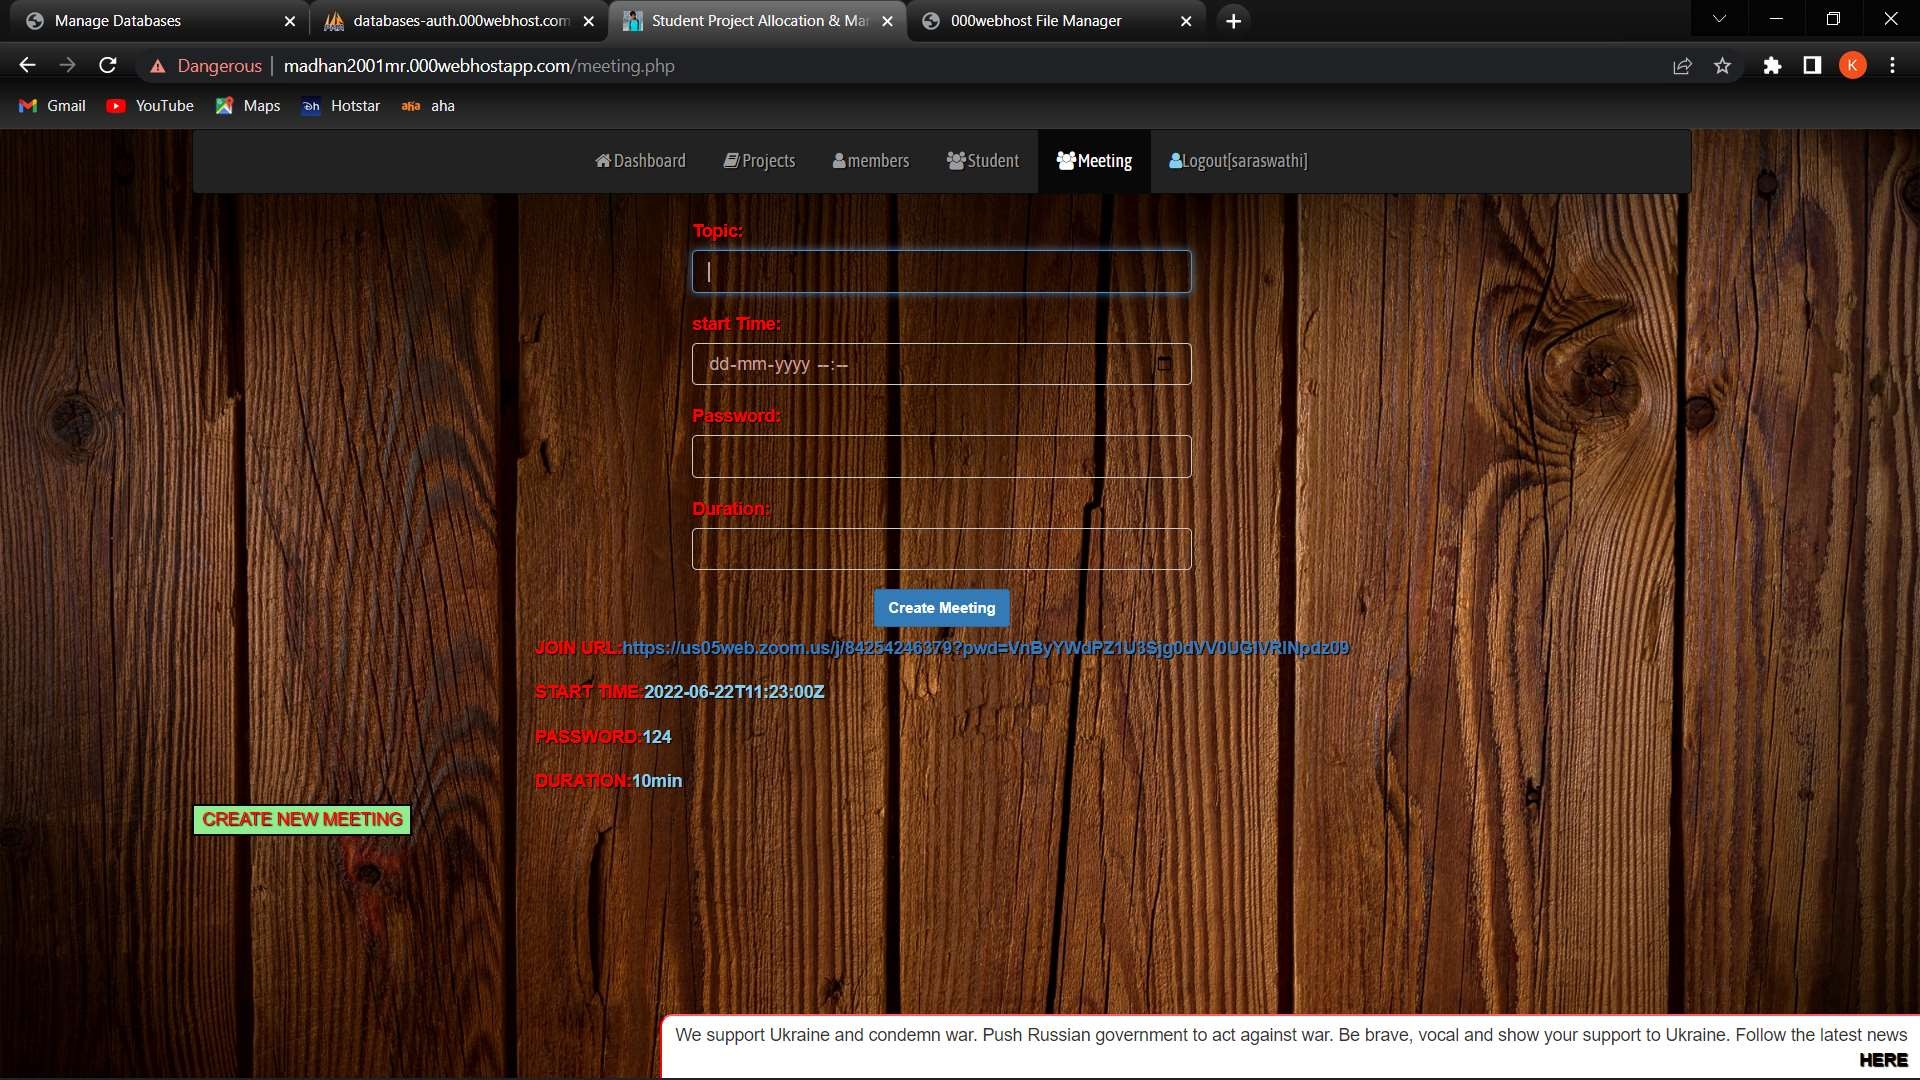 Manage Databases
databases-auth.000webhost.com
Student Project Allocation & Mar
000webhost File Manager
Dangerous
madhan2001mr.000webhostapp.com/meeting.php
K
Gmail
YouTube
Maps
Hotstar
aha
Dashboard
Projects
members
Student
Meeting
Logout[saraswathi]
Topic:
start Time:
dd-mm-yyyy --:--
Password:
Duration:
Create Meeting
JOIN URL:https://us05web.zoom.us/j/84254246379?pwd=VnByYWdPZ1U3Sjg0dVV0UGlVRlNpdz09
START TIME:2022-06-22T11:23:00Z
PASSWORD:124
DURATION:10min
CREATE NEW MEETING
We support Ukraine and condemn war. Push Russian government to act against war. Be brave, vocal and show your support to Ukraine. Follow the latest news
HERE